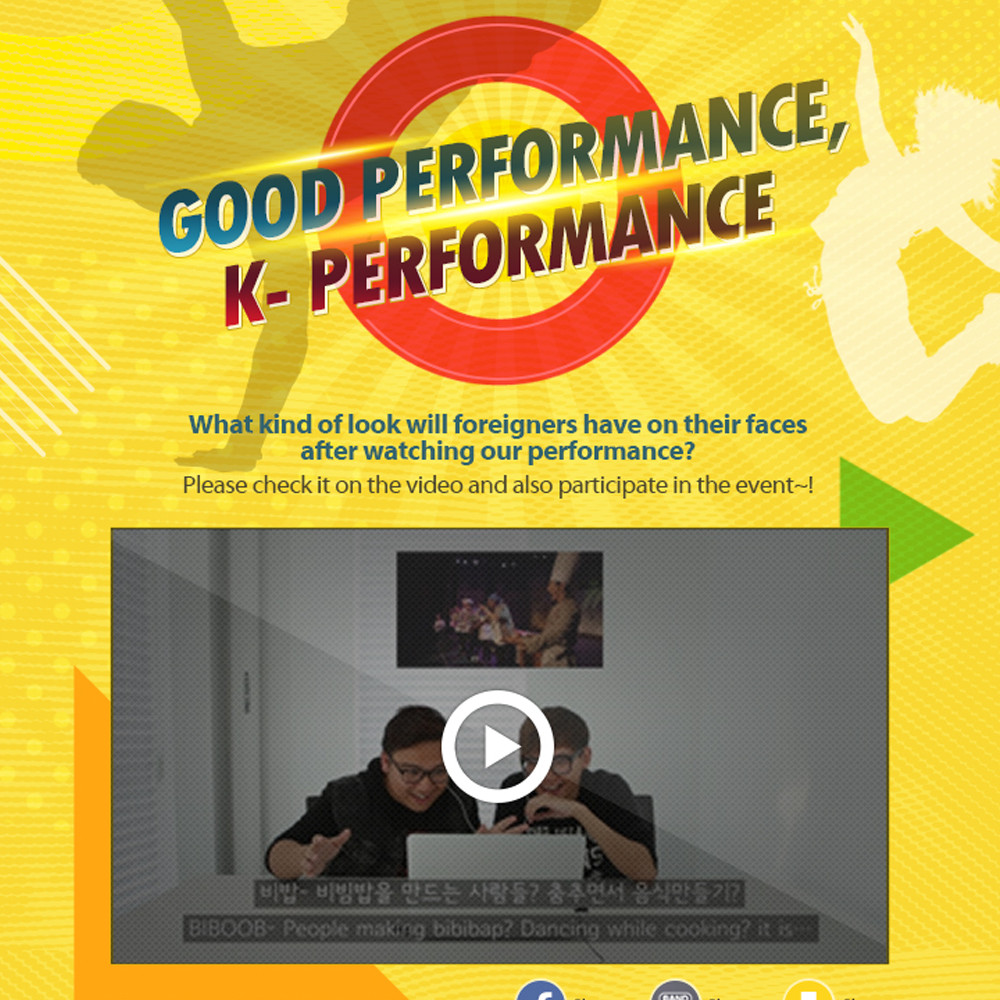 GOOD PERFORMANCE,
K- PERFORMANCE
What kind of look will foreigners have on their faces
after watching our performance?
Please check it on the video and also participate in the event~!
비밥- 비빔밥을 만드는 사람들? 춤추면서 음식만들기?
BIBOOB- People making bibibap? Dancing while cooking? it is···
BAND